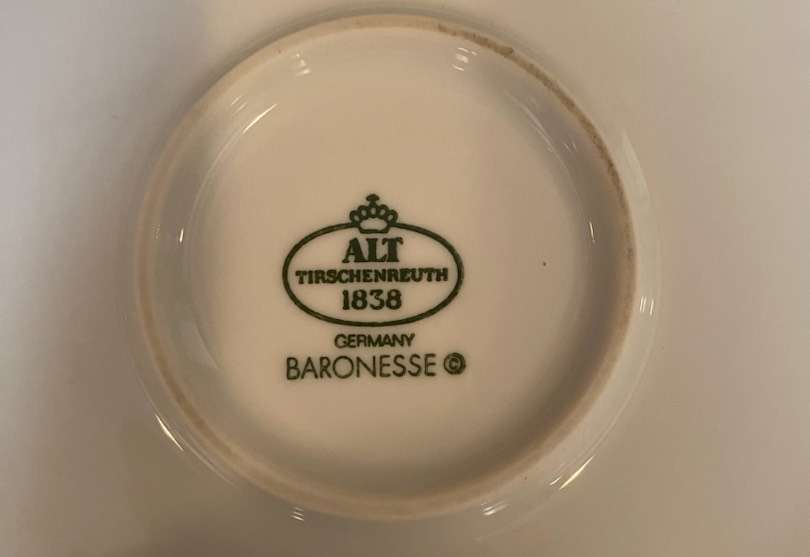 ALT
TIRSCHENREUTH
1838
GERMANY
BARONESSE ©